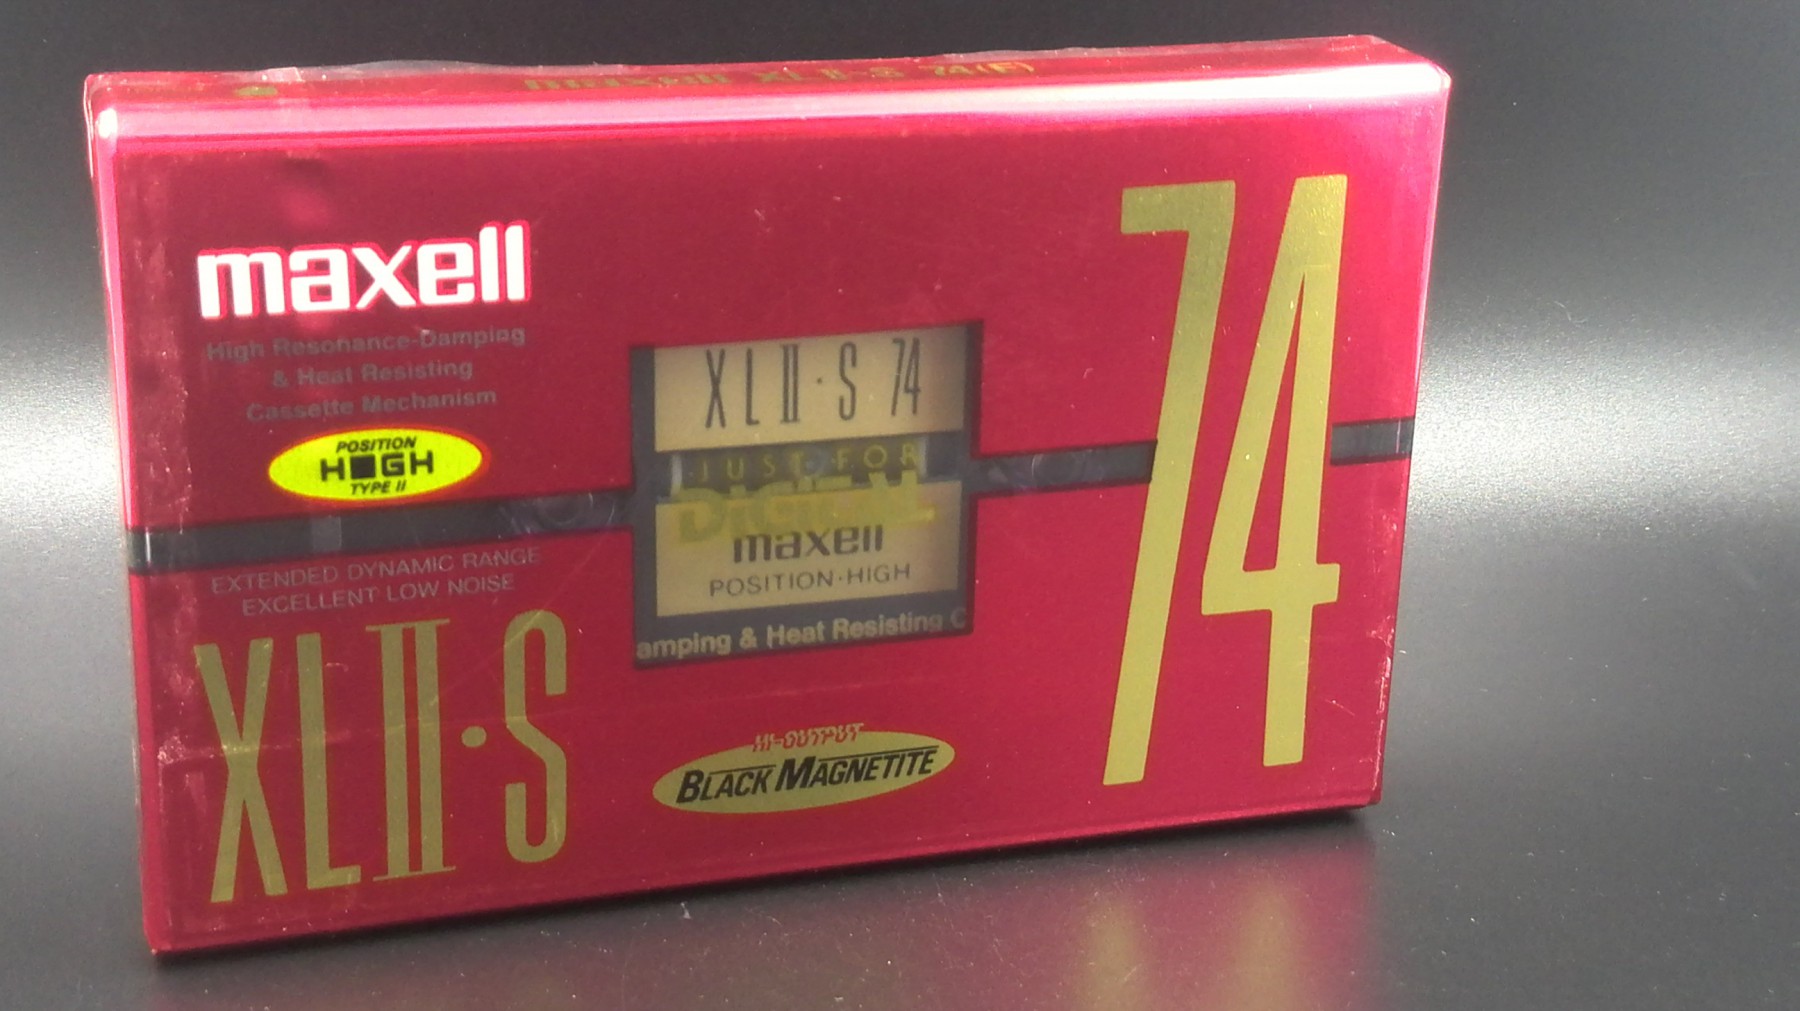 maxell XLII-S 74(F)
maxell
High Resonance-Damping
& Heat Resisting
Cassette Mechanism
POSITION
HIGH
TYPE II
EXTENDED DYNAMIC RANGE
EXCELLENT LOW NOISE
XLII·S
XLII·S 74
JUST FOR
DIGITAL
maxell
POSITION·HIGH
amping & Heat Resisting C
HI-OUTPUT
BLACK MAGNETITE
74